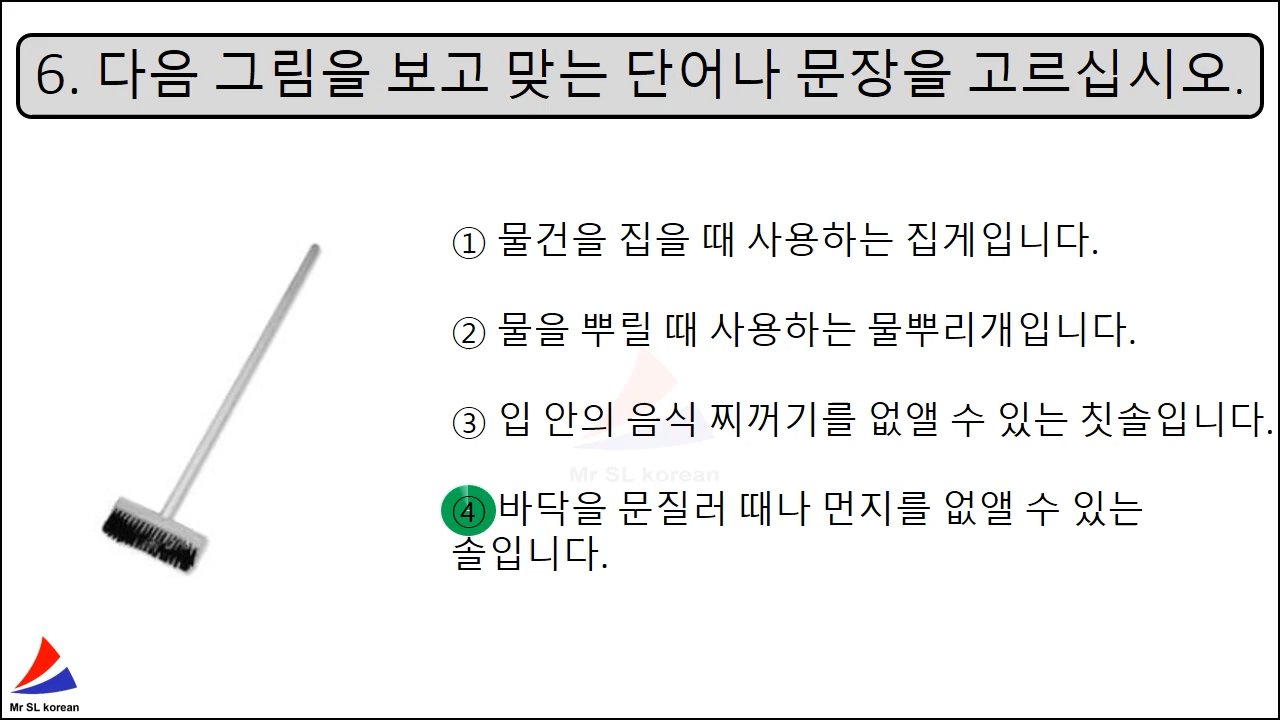 6. 다음 그림을 보고 맞는 단어나 문장을 고르십시오.
① 물건을 집을 때 사용하는 집게입니다.
② 물을 뿌릴 때 사용하는 물뿌리개입니다.
③ 입 안의 음식 찌꺼기를 없앨 수 있는 칫솔입니다.
④ 바닥을 문질러 때나 먼지를 없앨 수 있는
솔입니다.
Mr SL korean
Mr SL korean